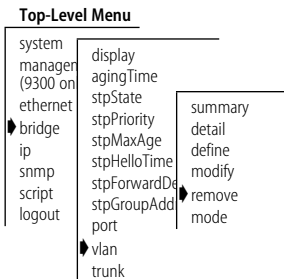 Top-Level Menu
system
managen
(9300 on
ethernet
bridge
ip
snmp
script
logout
display
agingTime
stpState
stpPriority
stpMaxAge
stpHelloTime
stpForwardDe
stpGroupAdd
port
vlan
trunk
summary
detail
define
modify
remove
mode